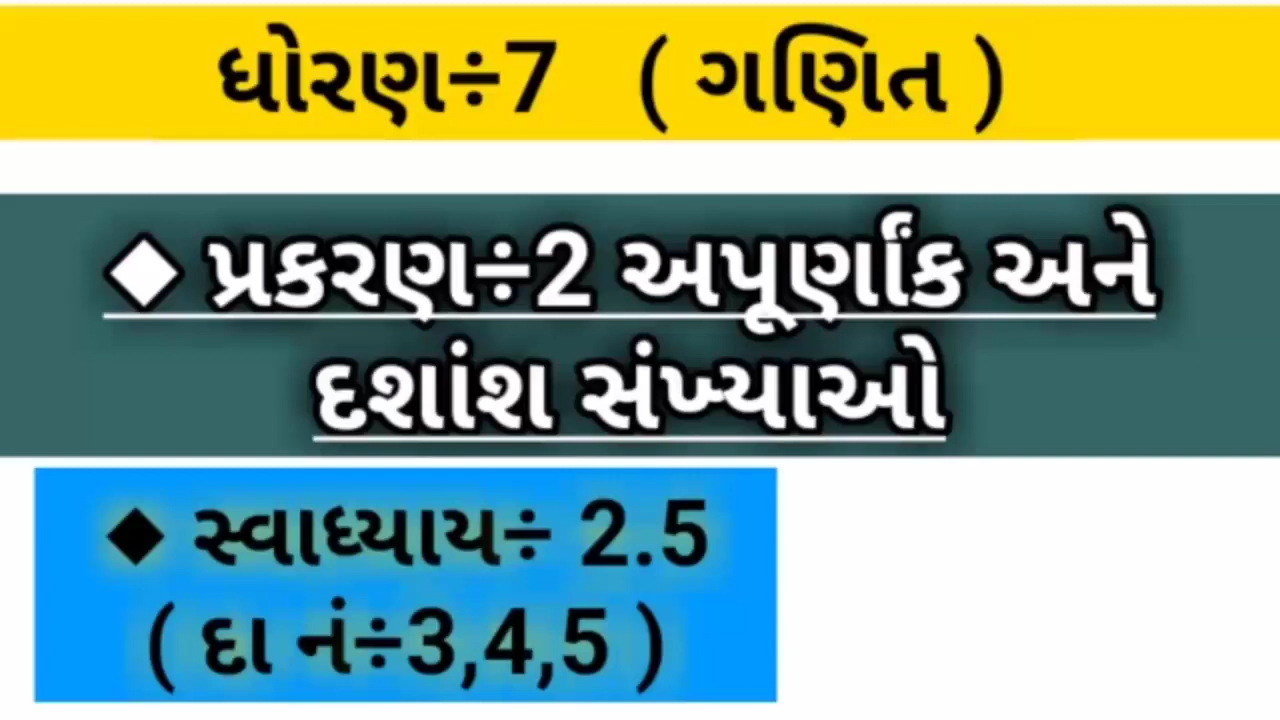 ધોરણ÷7 ( ગણિત )
◆ પ્રકરણ÷2 અપૂર્ણાંક અને
દશાંશ સંખ્યાઓ
◆ સ્વાધ્યાય÷ 2.5
( દા નં÷3,4,5 )